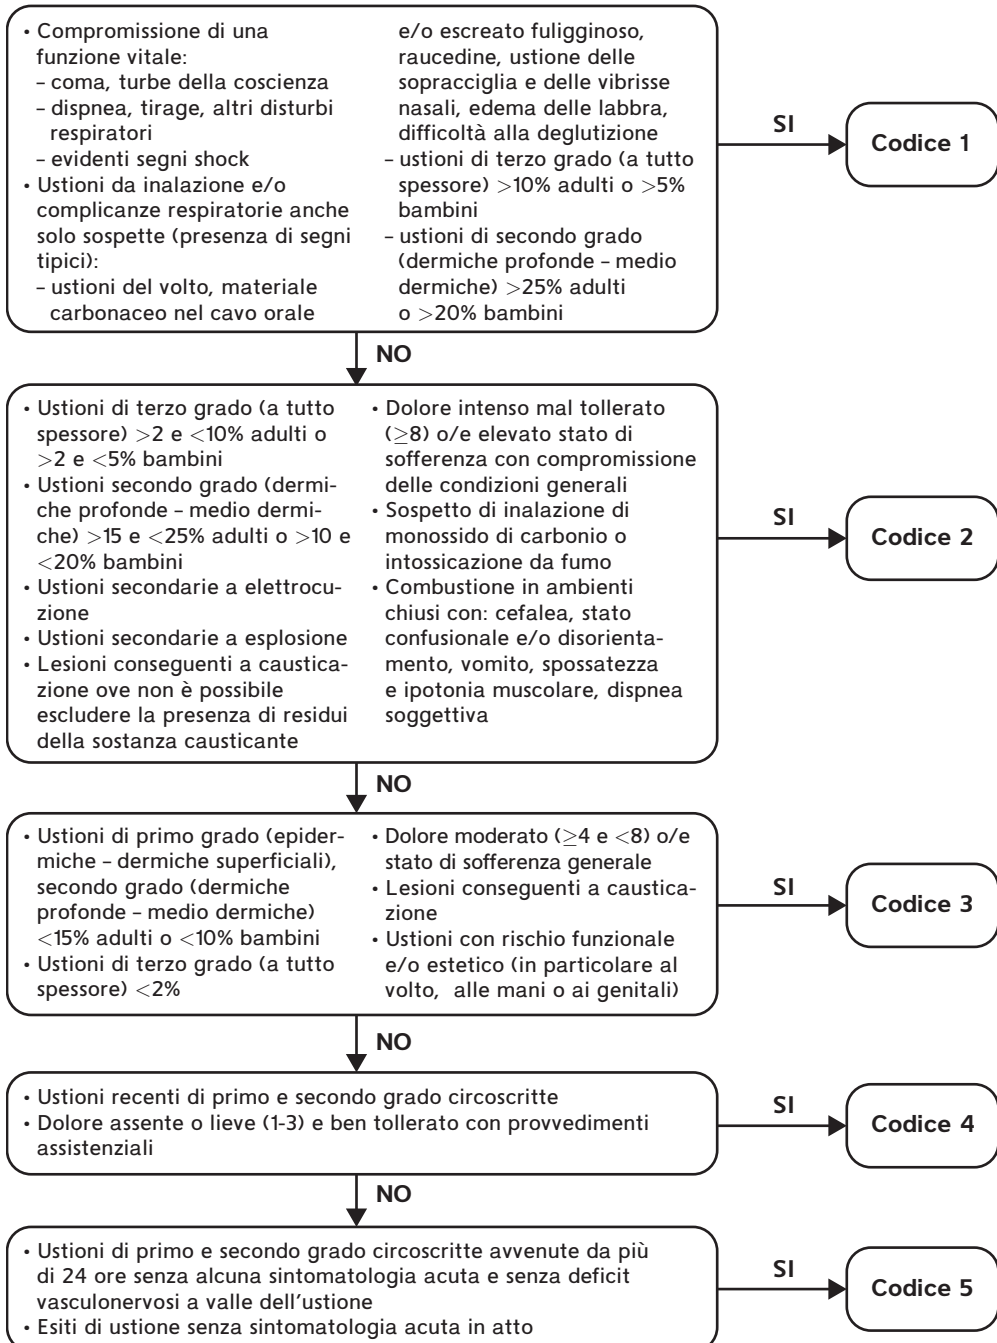 • Compromissione di una
funzione vitale:
– coma, turbe della coscienza
– dispnea, tirage, altri disturbi
respiratori
– evidenti segni shock
• Ustioni da inalazione e/o
complicanze respiratorie anche
solo sospette (presenza di segni
tipici):
– ustioni del volto, materiale
carbonaceo nel cavo orale
e/o escreato fuligginoso,
raucedine, ustione delle
sopracciglia e delle vibrisse
nasali, edema delle labbra,
difficoltà alla deglutizione
– ustioni di terzo grado (a tutto
spessore) >10% adulti o >5%
bambini
– ustioni di secondo grado
(dermiche profonde – medio
dermiche) >25% adulti
o >20% bambini
SI
Codice 1
NO
• Ustioni di terzo grado (a tutto
spessore) >2 e <10% adulti o
>2 e <5% bambini
• Ustioni secondo grado (dermi-
che profonde – medio dermi-
che) >15 e <25% adulti o >10 e
<20% bambini
• Ustioni secondarie a elettrocu-
zione
• Ustioni secondarie a esplosione
• Lesioni conseguenti a caustica-
zione ove non è possibile
escludere la presenza di residui
della sostanza causticante
• Dolore intenso mal tollerato
(≥8) o/e elevato stato di
sofferenza con compromissione
delle condizioni generali
• Sospetto di inalazione di
monossido di carbonio o
intossicazione da fumo
• Combustione in ambienti
chiusi con: cefalea, stato
confusionale e/o disorienta-
mento, vomito, spossatezza
e ipotonia muscolare, dispnea
soggettiva
SI
Codice 2
NO
• Ustioni di primo grado (epider-
miche – dermiche superficiali),
secondo grado (dermiche
profonde – medio dermiche)
<15% adulti o <10% bambini
• Ustioni di terzo grado (a tutto
spessore) <2%
• Dolore moderato (≥4 e <8) o/e
stato di sofferenza generale
• Lesioni conseguenti a caustica-
zione
• Ustioni con rischio funzionale
e/o estetico (in particolare al
volto, alle mani o ai genitali)
SI
Codice 3
NO
• Ustioni recenti di primo e secondo grado circoscritte
• Dolore assente o lieve (1-3) e ben tollerato con provvedimenti
assistenziali
SI
Codice 4
NO
• Ustioni di primo e secondo grado circoscritte avvenute da più
di 24 ore senza alcuna sintomatologia acuta e senza deficit
vasculonervosi a valle dell’ustione
• Esiti di ustione senza sintomatologia acuta in atto
SI
Codice 5